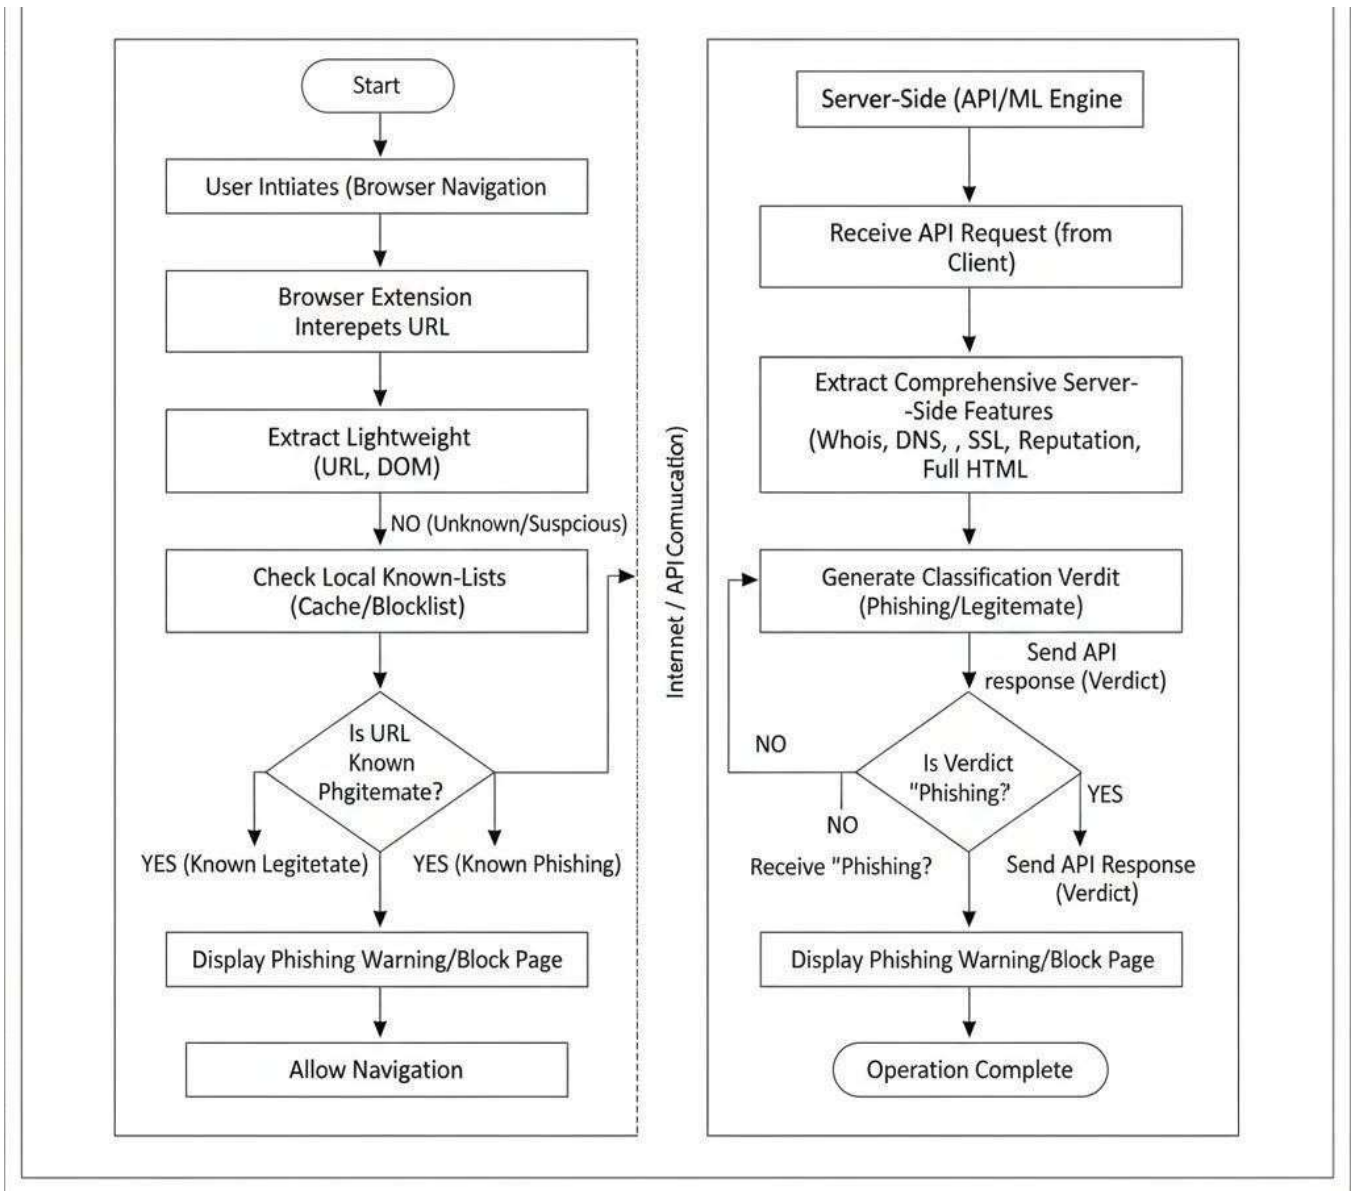 Start
User Intiates (Browser Navigation
Browser Extension
Interepets URL
Extract Lightweight
(URL, DOM)
NO (Unknown/Suspcious)
Check Local Known-Lists
(Cache/Blocklist)
Is URL
Known
Phgitemate?
YES (Known Legitetate)
YES (Known Phishing)
Display Phishing Warning/Block Page
Allow Navigation
Internet / API Comucation)
Server-Side (API/ML Engine
Receive API Request (from
Client)
Extract Comprehensive Server-
-Side Features
(Whois, DNS, , SSL, Reputation,
Full HTML
Generate Classification Verdit
(Phishing/Legitemate)
Send API
response (Verdict)
NO
Is Verdict
"Phishing?'
YES
NO
Receive "Phishing?
Send API Response
(Verdict)
Display Phishing Warning/Block Page
Operation Complete